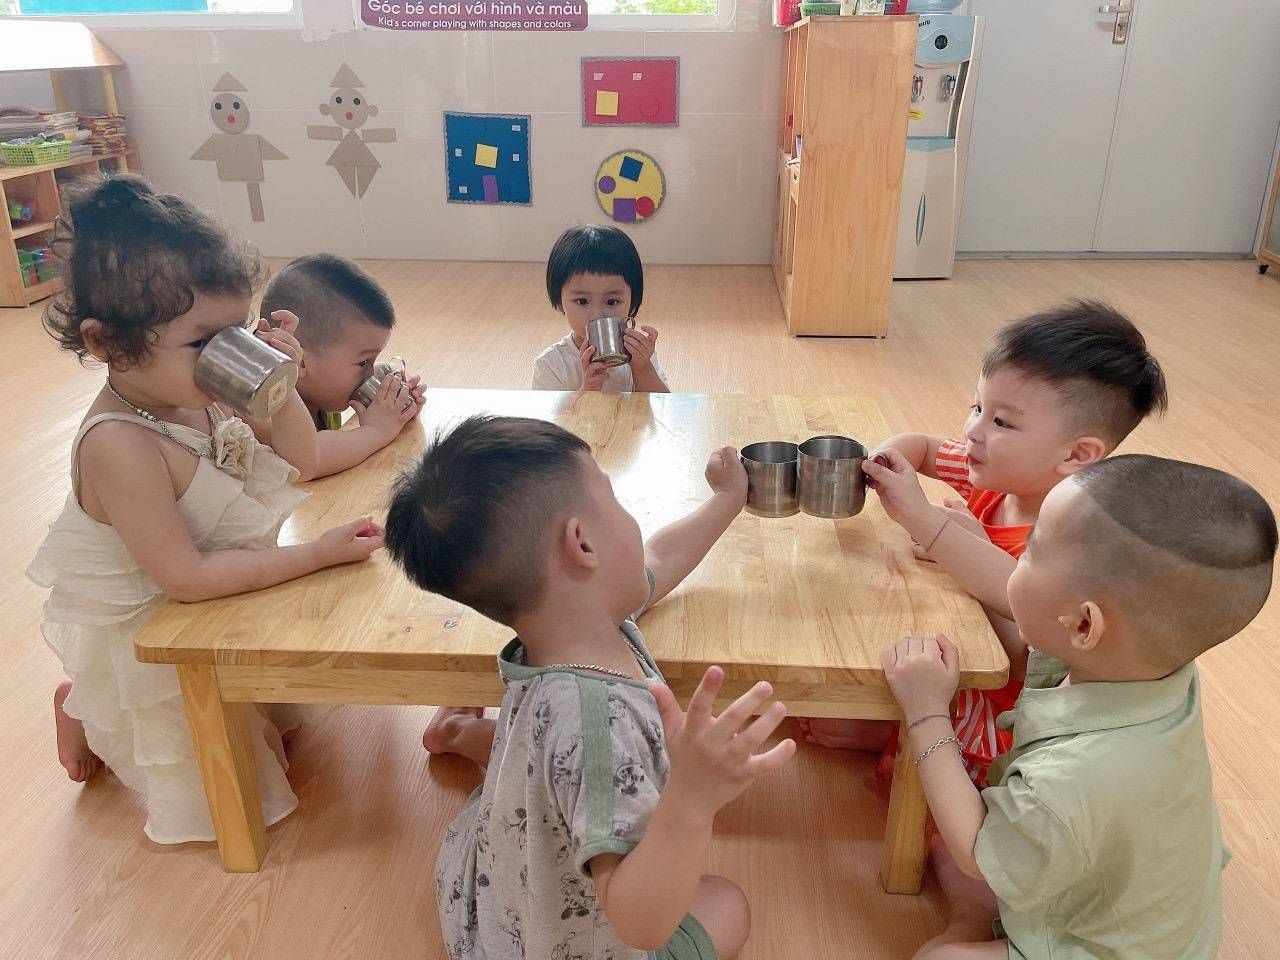 Góc bé chơi với hình và màu
Kid's corner playing with shapes and colors